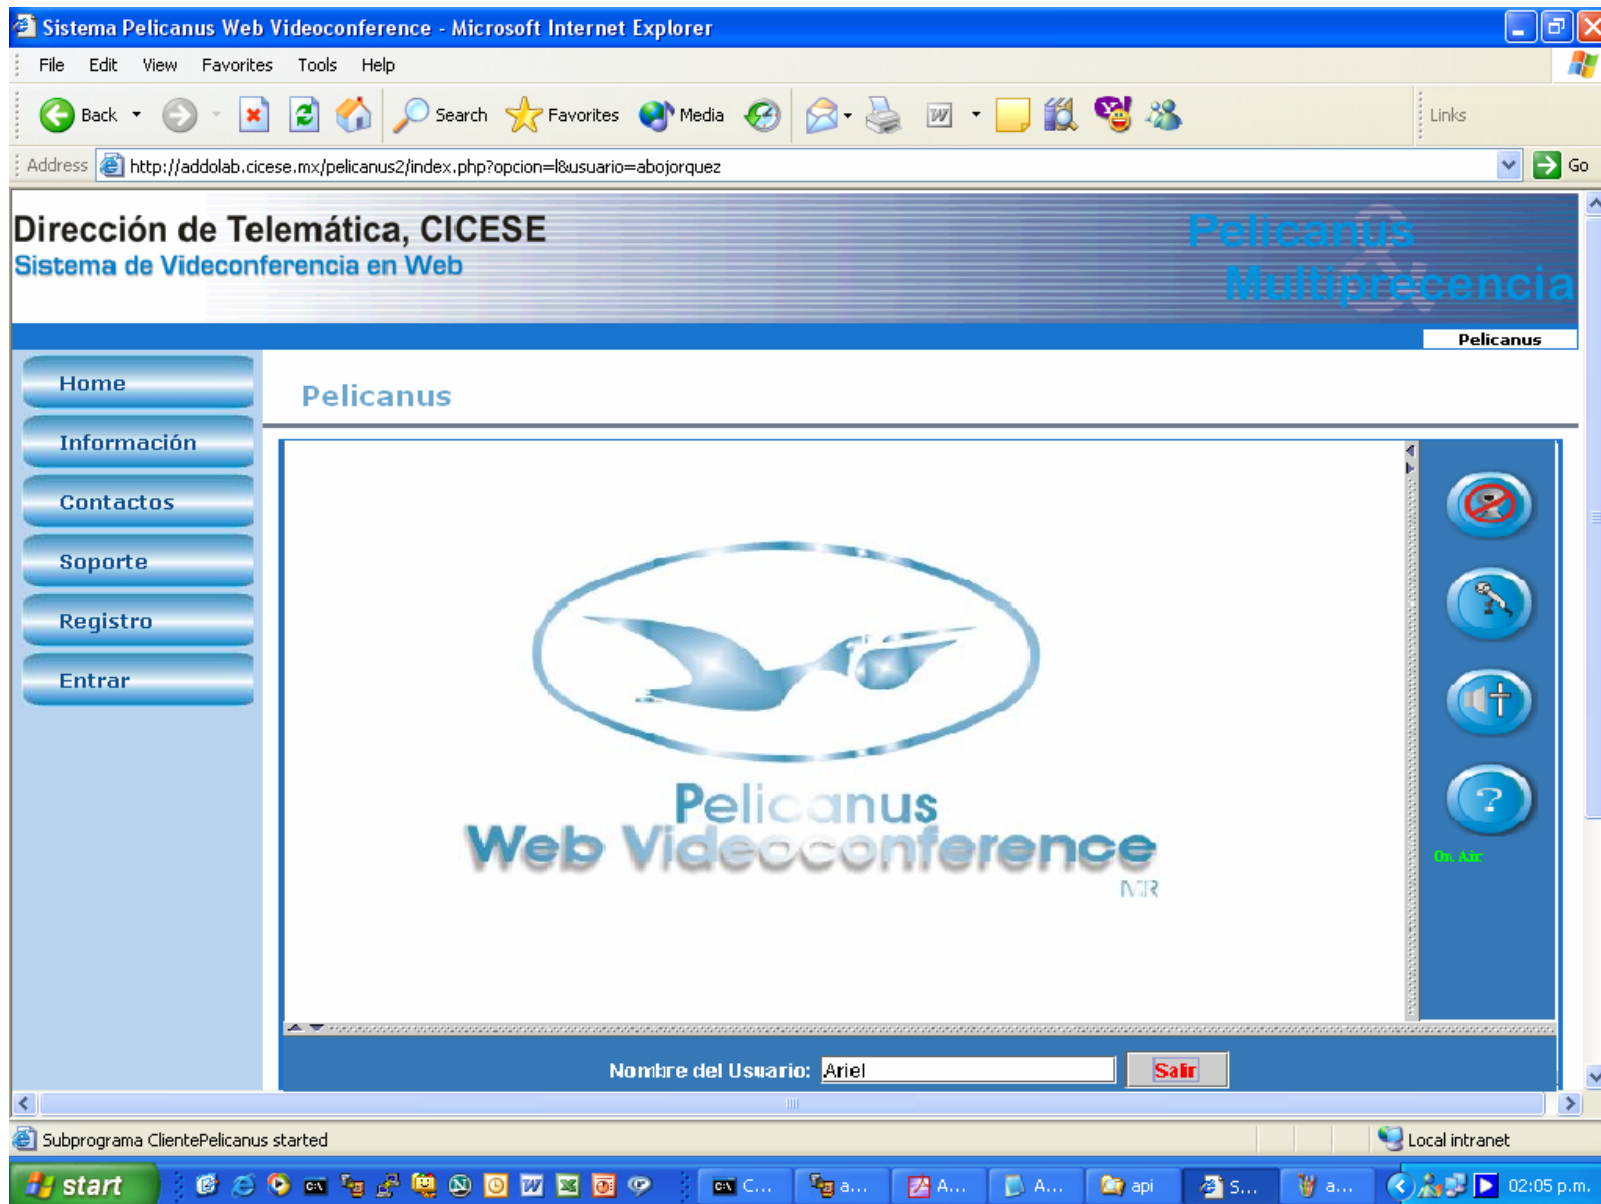 Sistema Pelicanus Web Videoconference - Microsoft Internet Explorer
File Edit View Favorites Tools Help
Back Search Favorites Media Links
Address http://addolab.cicese.mx/pelicanus2/index.php?opcion=l&usuario=abojorquez Go
Dirección de Telemática, CICESE
Sistema de Videconferencia en Web
Pelicanus
&
Multiprecencia
Pelicanus
Home
Información
Contactos
Soporte
Registro
Entrar
Pelicanus
Pelicanus
Web Videoconference
MR
On Air
Nombre del Usuario: Ariel Salir
Subprograma ClientePelicanus started Local intranet
start C... a... A... A... api S... a... 02:05 p.m.